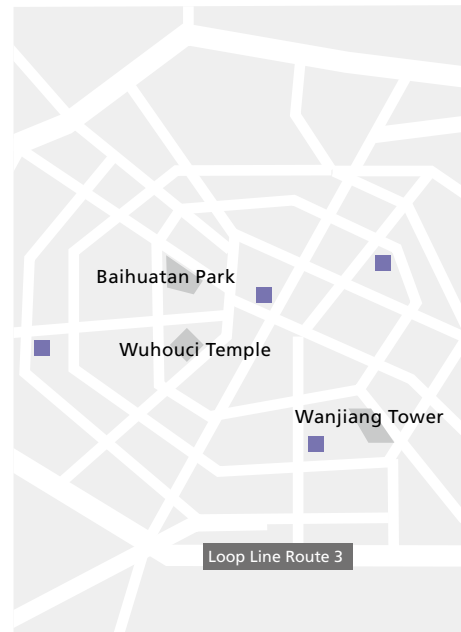 Baihuatan Park
Wuhouci Temple
Wanjiang Tower
Loop Line Route 3